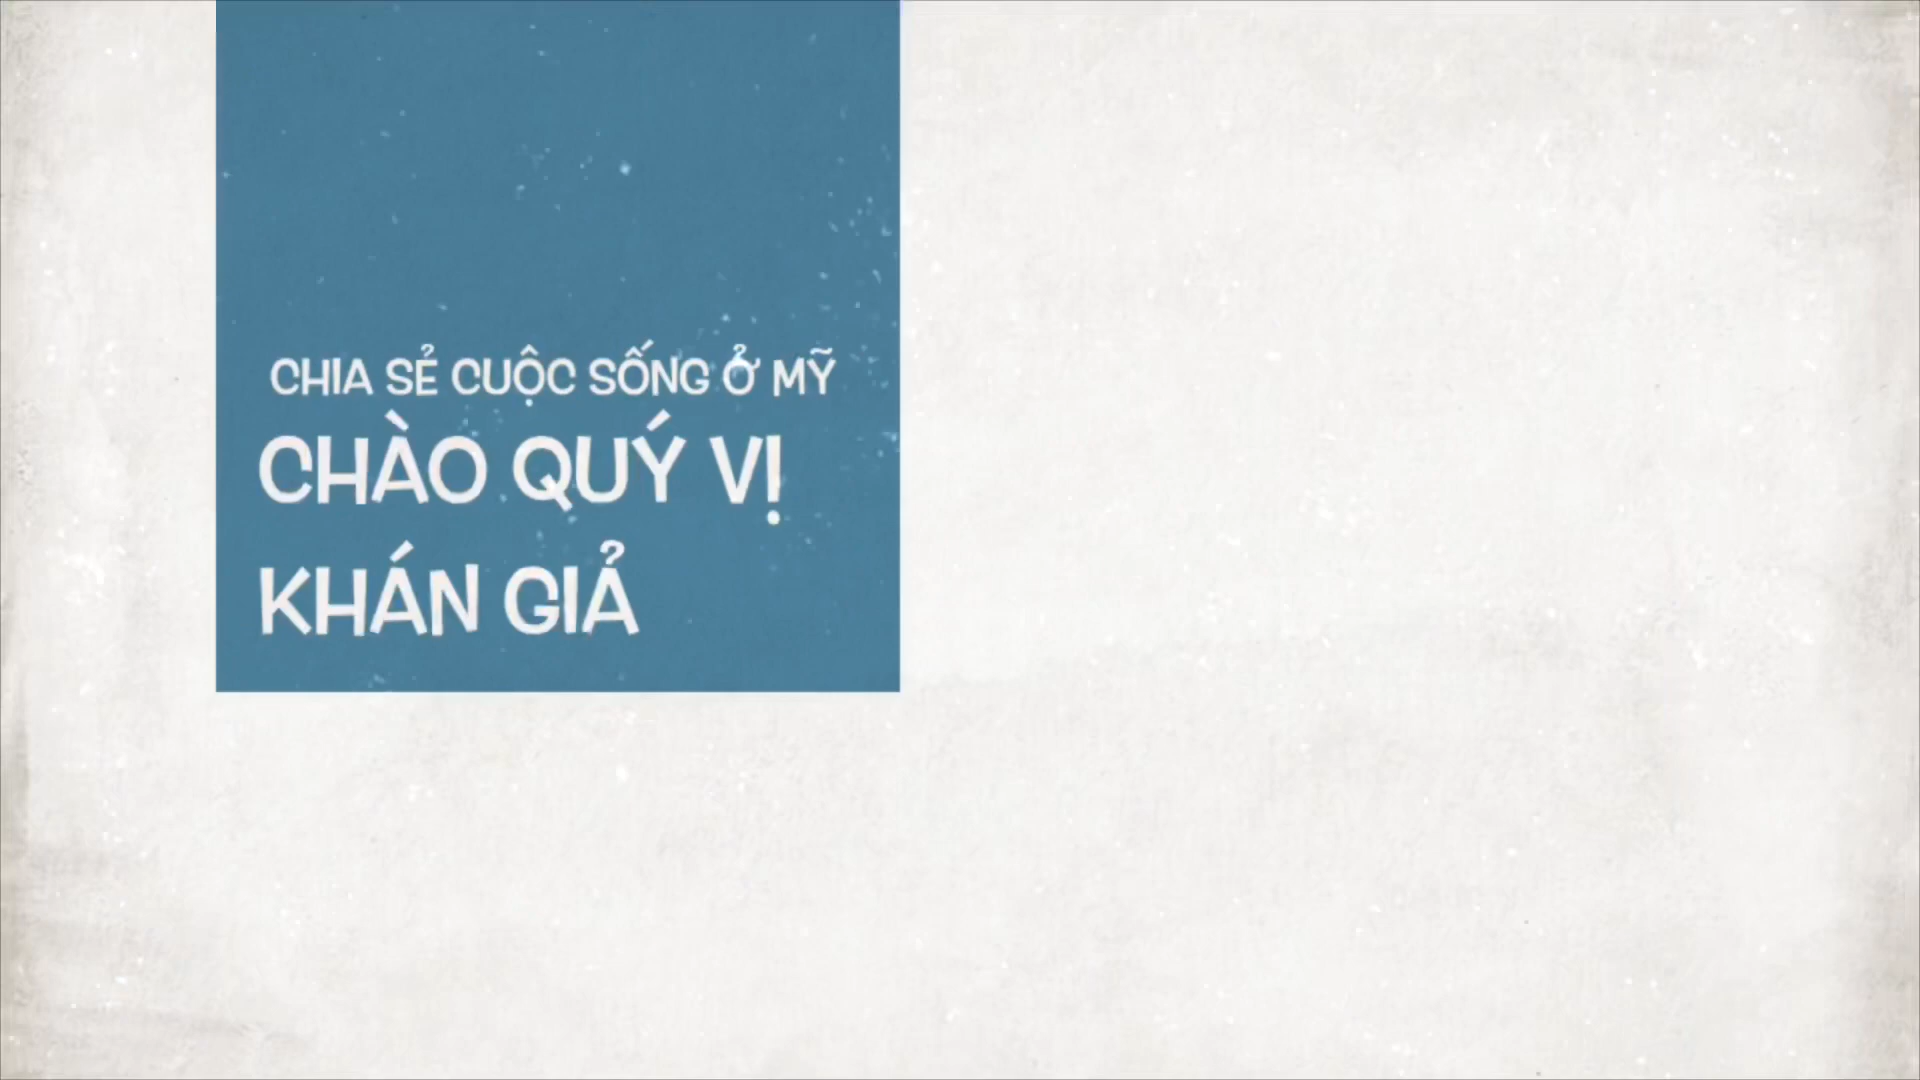 CHIA SẺ CUỘC SỐNG Ở MỸ
CHÀO QUÝ VỊ
KHÁN GIẢ